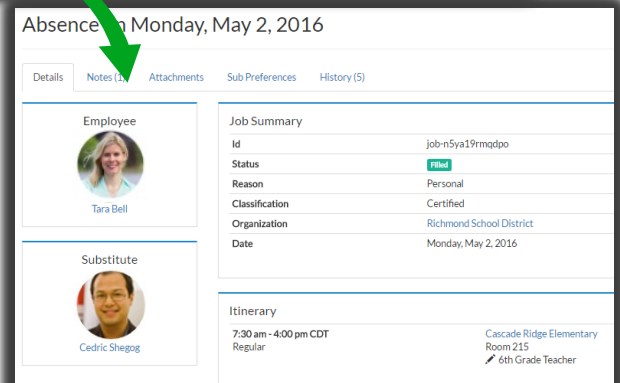 Absence on Monday, May 2, 2016
Details Notes (1) Attachments Sub Preferences History (5)
Employee
Tara Bell
Substitute
Cedric Shegog
Job Summary
Id job-n5ya19rmqdpo
Status Filled
Reason Personal
Classification Certified
Organization Richmond School District
Date Monday, May 2, 2016
Itinerary
7:30 am - 4:00 pm CDT Cascade Ridge Elementary
Regular Room 215
6th Grade Teacher